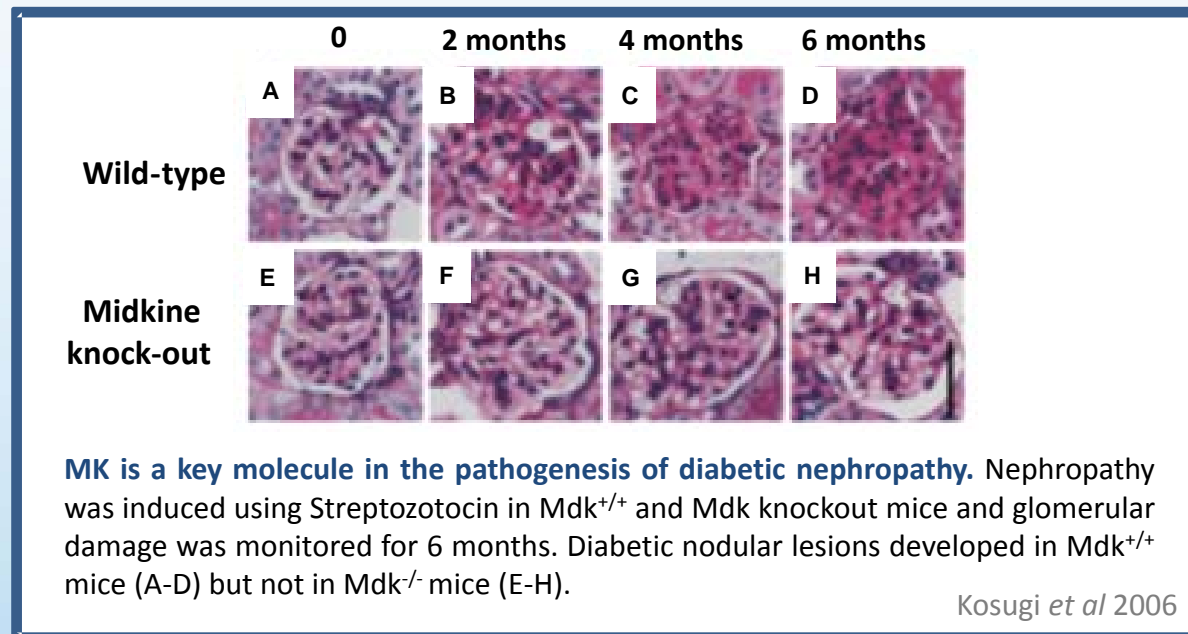 0 2 months 4 months 6 months
A B C D
Wild-type
E F G H
Midkine
knock-out
MK is a key molecule in the pathogenesis of diabetic nephropathy. Nephropathy
was induced using Streptozotocin in Mdk+/+ and Mdk knockout mice and glomerular
damage was monitored for 6 months. Diabetic nodular lesions developed in Mdk+/+
mice (A-D) but not in Mdk-/- mice (E-H).
Kosugi et al 2006